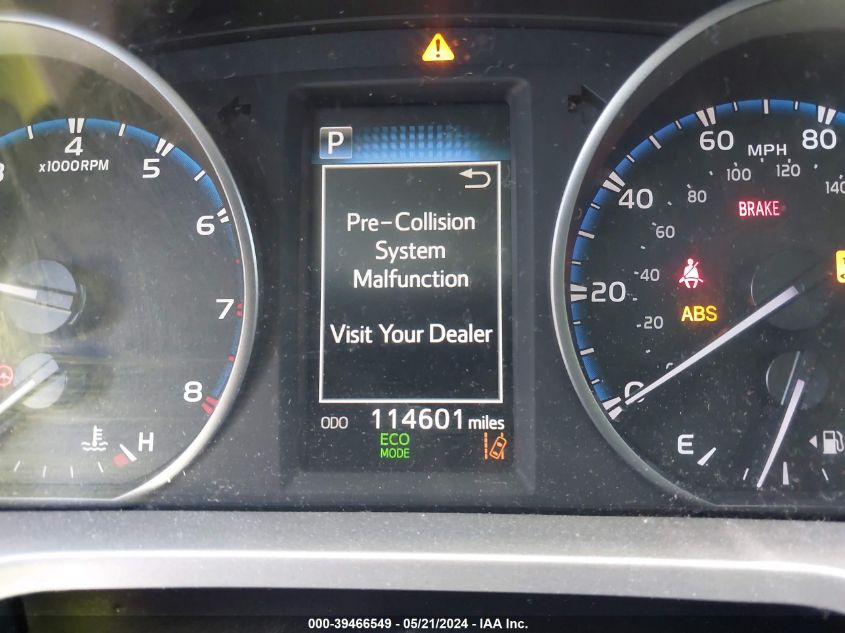 P
3
4
5
6
7
8
x1000RPM
H
Pre-Collision
System
Malfunction
Visit Your Dealer
ODO 114601 miles
ECO
MODE
0
20
40
60
80
MPH
20
40
60
80
100
120
140
BRAKE
ABS
E
000-39466549 - 05/21/2024 - IAA Inc.